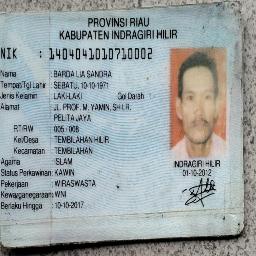 PROVINSI RIAU
KABUPATEN INDRAGIRI HILIR
NIK : 1404041010710002
Nama : BARDA LIA SANDRA
Tempat/Tgl Lahir : SEBATU, 10-10-1971
Jenis Kelamin : LAKI-LAKI Gol Darah
Alamat : JL. PROF. M. YAMIN, SH LR.
PELITA JAYA
RT/RW : 005 / 008
Kel/Desa : TEMBILAHAN HILIR
Kecamatan : TEMBILAHAN
Agama : ISLAM
Status Perkawinan: KAWIN
Pekerjaan : WIRASWASTA
Kewarganegaraan: WNI
Berlaku Hingga : 10-10-2017
INDRAGIRI HILIR
01-10-2012